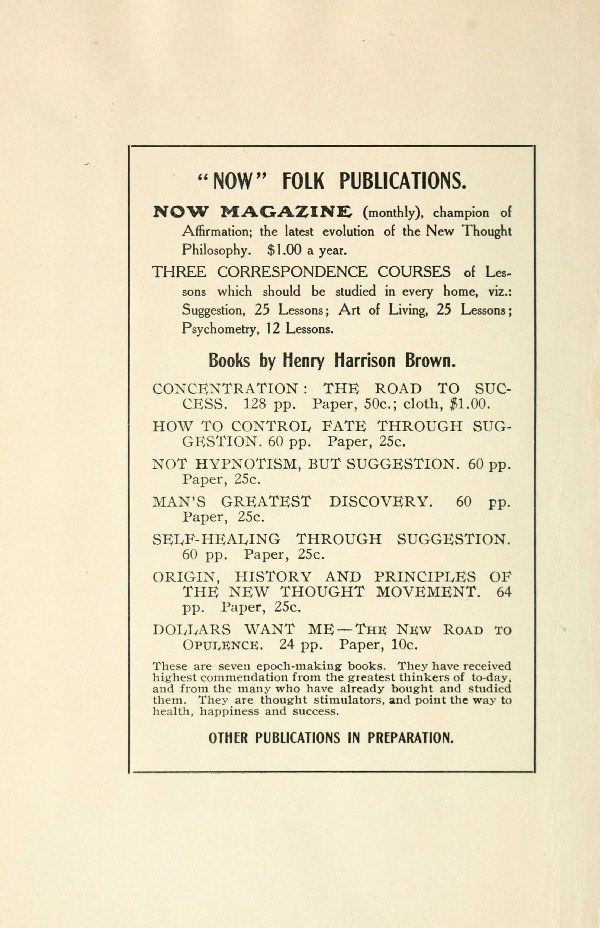 “NOW” FOLK PUBLICATIONS.
NOW MAGAZINE (monthly), champion of
Affirmation; the latest evolution of the New Thought
Philosophy. $1.00 a year.
THREE CORRESPONDENCE COURSES of Les-
sons which should be studied in every home, viz.:
Suggestion, 25 Lessons; Art of Living, 25 Lessons;
Psychometry, 12 Lessons.
Books by Henry Harrison Brown.
CONCENTRATION: THE ROAD TO SUC-
CESS. 128 pp. Paper, 50c.; cloth, $1.00.
HOW TO CONTROL FATE THROUGH SUG-
GESTION. 60 pp. Paper, 25c.
NOT HYPNOTISM, BUT SUGGESTION. 60 pp.
Paper, 25c.
MAN'S GREATEST DISCOVERY. 60 pp.
Paper, 25c.
SELF-HEALING THROUGH SUGGESTION.
60 pp. Paper, 25c.
ORIGIN, HISTORY AND PRINCIPLES OF
THE NEW THOUGHT MOVEMENT. 64
pp. Paper, 25c.
DOLLARS WANT ME—THE NEW ROAD TO
OPULENCE. 24 pp. Paper, 10c.
These are seven epoch-making books. They have received
highest commendation from the greatest thinkers of to-day,
and from the many who have already bought and studied
them. They are thought stimulators, and point the way to
health, happiness and success.
OTHER PUBLICATIONS IN PREPARATION.